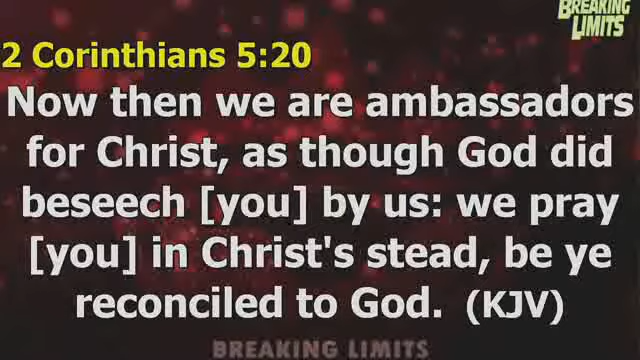 BREAKING
LIMITS
2 Corinthians 5:20
Now then we are ambassadors
for Christ, as though God did
beseech [you] by us: we pray
[you] in Christ's stead, be ye
reconciled to God. (KJV)
BREAKING LIMITS